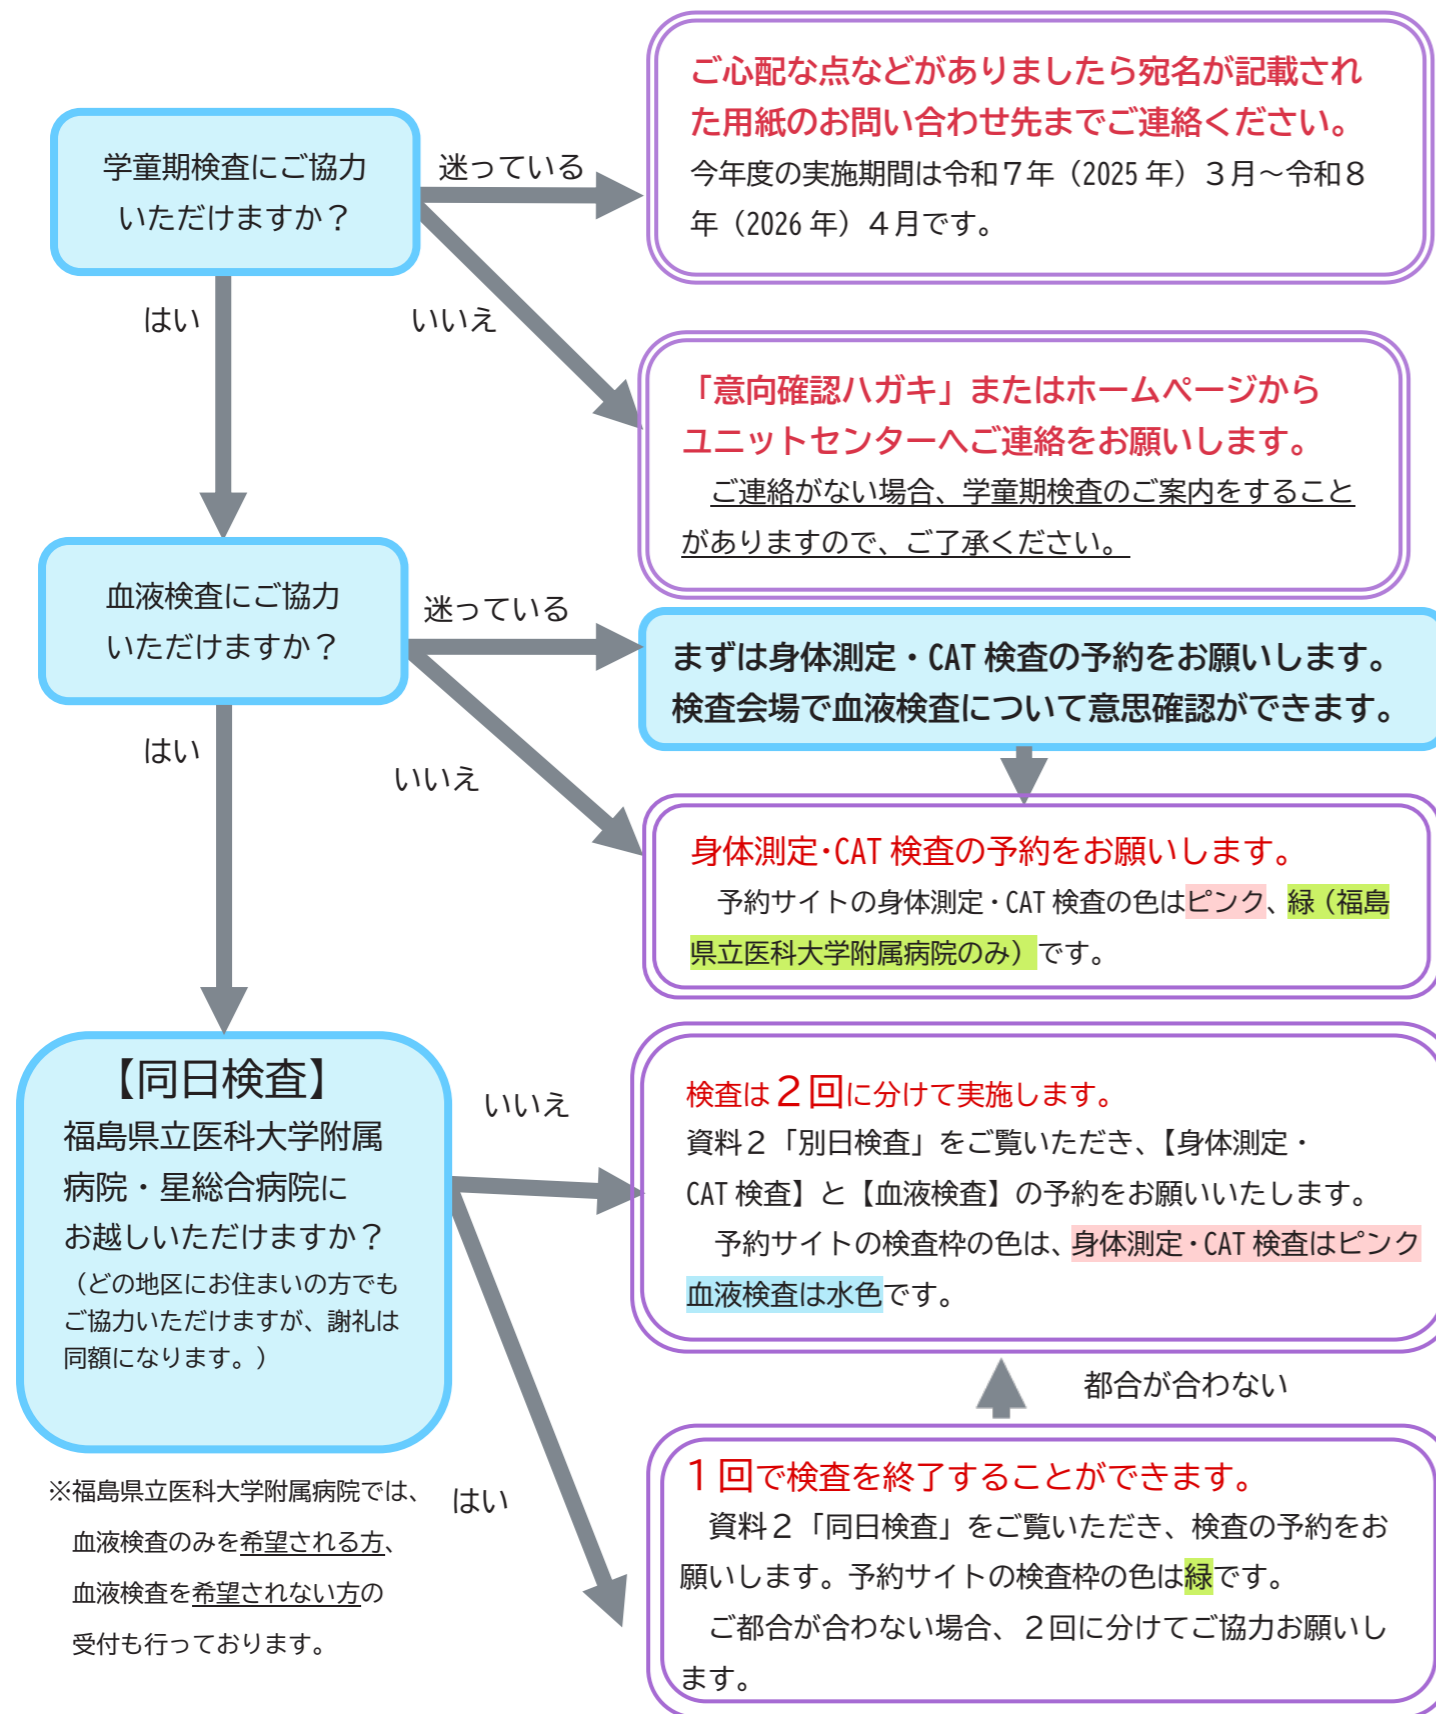 学童期検査にご協力
いただけますか？
迷っている
ご心配な点などがありましたら宛名が記載され
た用紙のお問い合わせ先までご連絡ください。
今年度の実施期間は令和７年（2025 年）３月～令和８
年（2026 年）４月です。
はい
いいえ
「意向確認ハガキ」またはホームページから
ユニットセンターへご連絡をお願いします。
ご連絡がない場合、学童期検査のご案内をすること
がありますので、ご了承ください。
血液検査にご協力
いただけますか？
迷っている
まずは身体測定・CAT 検査の予約をお願いします。
検査会場で血液検査について意思確認ができます。
はい
いいえ
身体測定･CAT 検査の予約をお願いします。
予約サイトの身体測定・CAT 検査の色はピンク、緑（福島
県立医科大学附属病院のみ）です。
【同日検査】
福島県立医科大学附属
病院・星総合病院に
お越しいただけますか？
（どの地区にお住まいの方でも
ご協力いただけますが、謝礼は
同額になります。）
いいえ
検査は２回に分けて実施します。
資料２「別日検査」をご覧いただき、【身体測定・
CAT 検査】と【血液検査】の予約をお願いいたします。
予約サイトの検査枠の色は、身体測定・CAT 検査はピンク
血液検査は水色です。
都合が合わない
はい
１回で検査を終了することができます。
資料２「同日検査」をご覧いただき、検査の予約をお
願いします。予約サイトの検査枠の色は緑です。
ご都合が合わない場合、２回に分けてご協力お願いし
ます。
※福島県立医科大学附属病院では、
血液検査のみを希望される方、
血液検査を希望されない方の
受付も行っております。